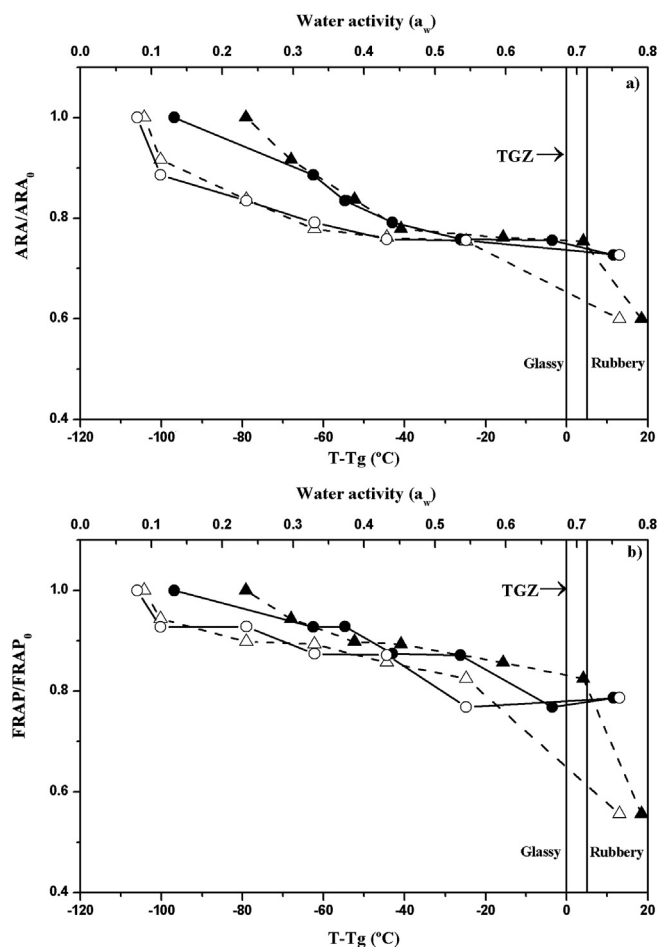 Water activity (a_w)
0.0 0.1 0.2 0.3 0.4 0.5 0.6 0.7 0.8
a)
1.0
TGZ →
0.8
ARA/ARA₀
0.6
Glassy Rubbery
0.4
-120 -100 -80 -60 -40 -20 0 20
T-Tg (ºC)
Water activity (a_w)
0.0 0.1 0.2 0.3 0.4 0.5 0.6 0.7 0.8
b)
1.0
TGZ →
0.8
FRAP/FRAP₀
0.6
Glassy Rubbery
0.4
-120 -100 -80 -60 -40 -20 0 20
T-Tg (ºC)